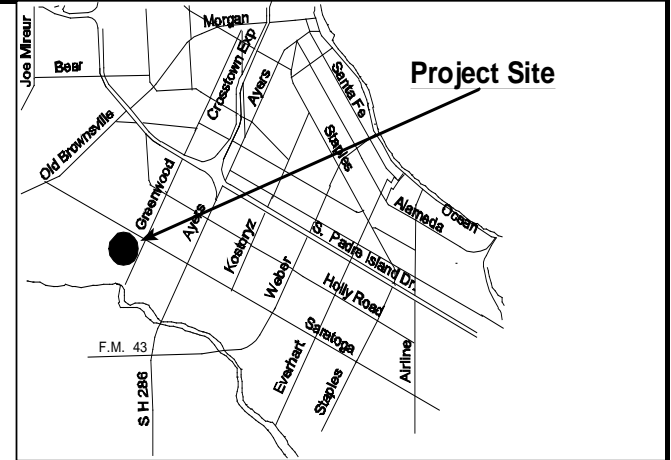 Joe Mireur
Morgan
Bear
Crosstown Exp
Ayers
Santa Fe
Project Site
Old Brownsville
Staples
Greenwood
Ayers
Kostoryz
Weber
S. Padre Island Dr.
Alameda
Ocean
Holly Road
Saratoga
F.M. 43
S H 286
Everhart
Staples
Airline